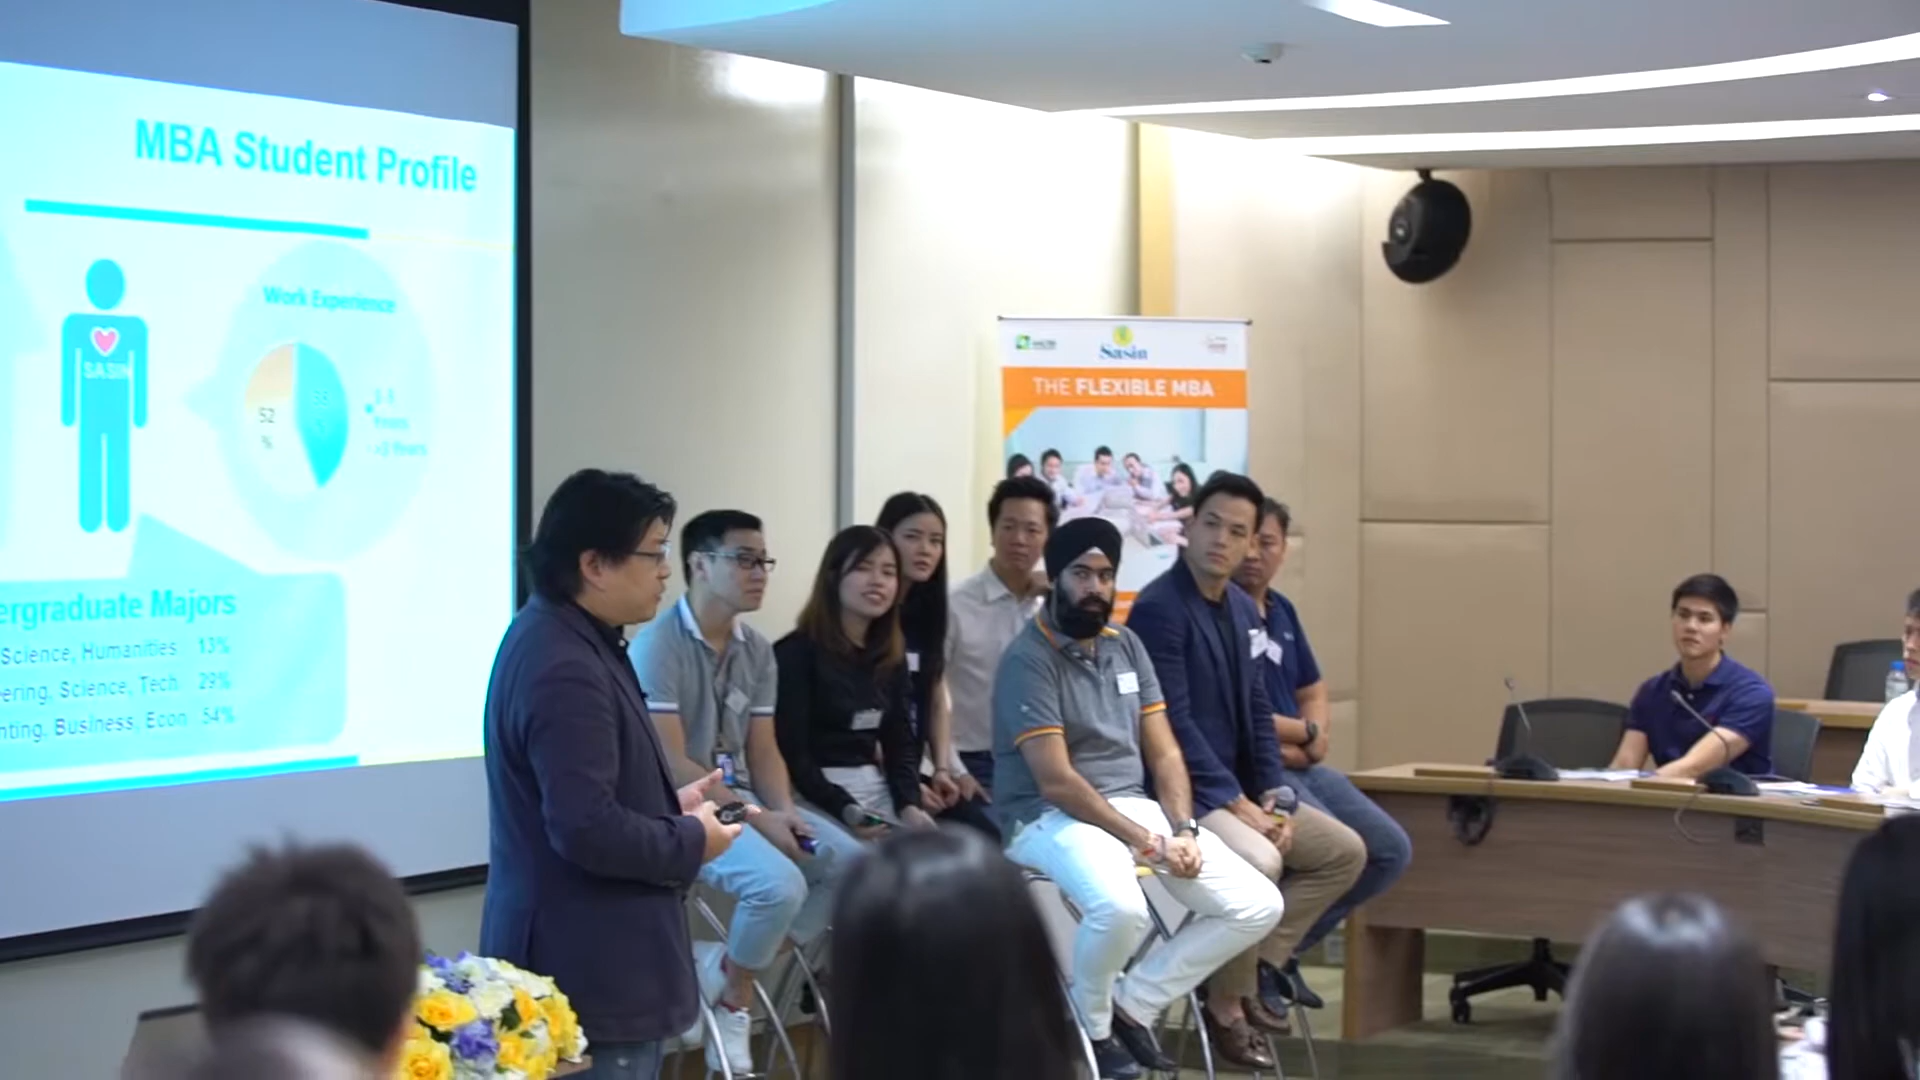 MBA Student Profile
Work Experience
SASIN
52
%
ergraduate Majors
Science, Humanities 13%
eering, Science, Tech 29%
nting, Business, Econ 54%
Sasin
THE FLEXIBLE MBA